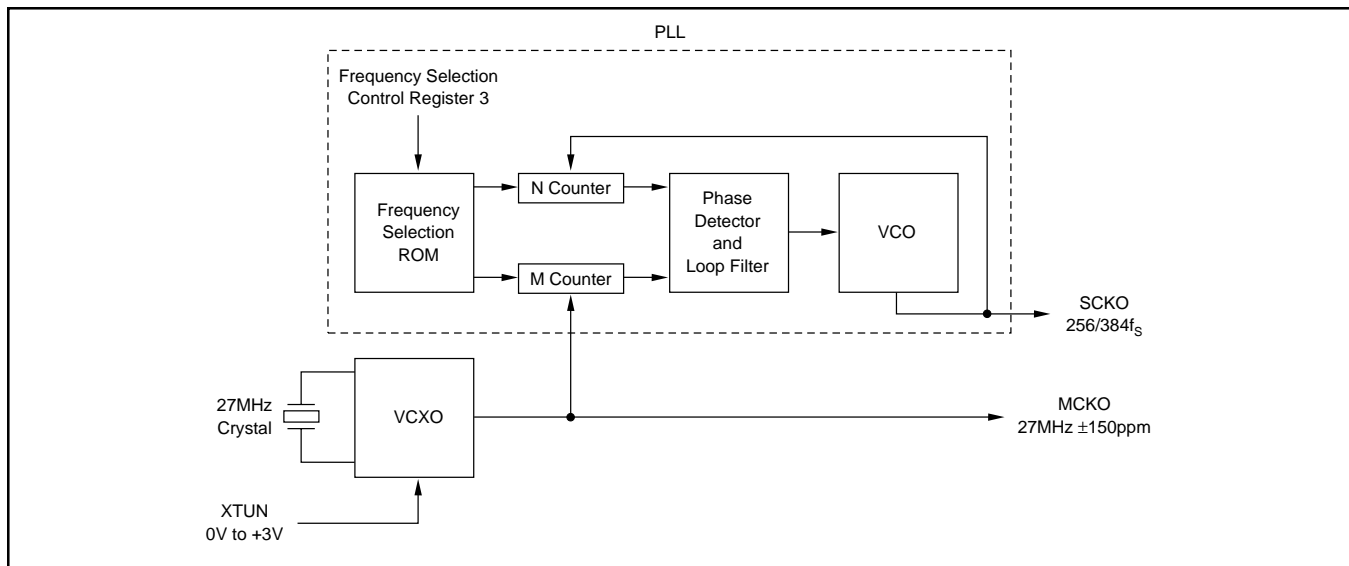 PLL
Frequency Selection
Control Register 3
Frequency
Selection
ROM
N Counter
M Counter
Phase
Detector
and
Loop Filter
VCO
SCKO
256/384fS
27MHz
Crystal
VCXO
MCKO
27MHz ±150ppm
XTUN
0V to +3V